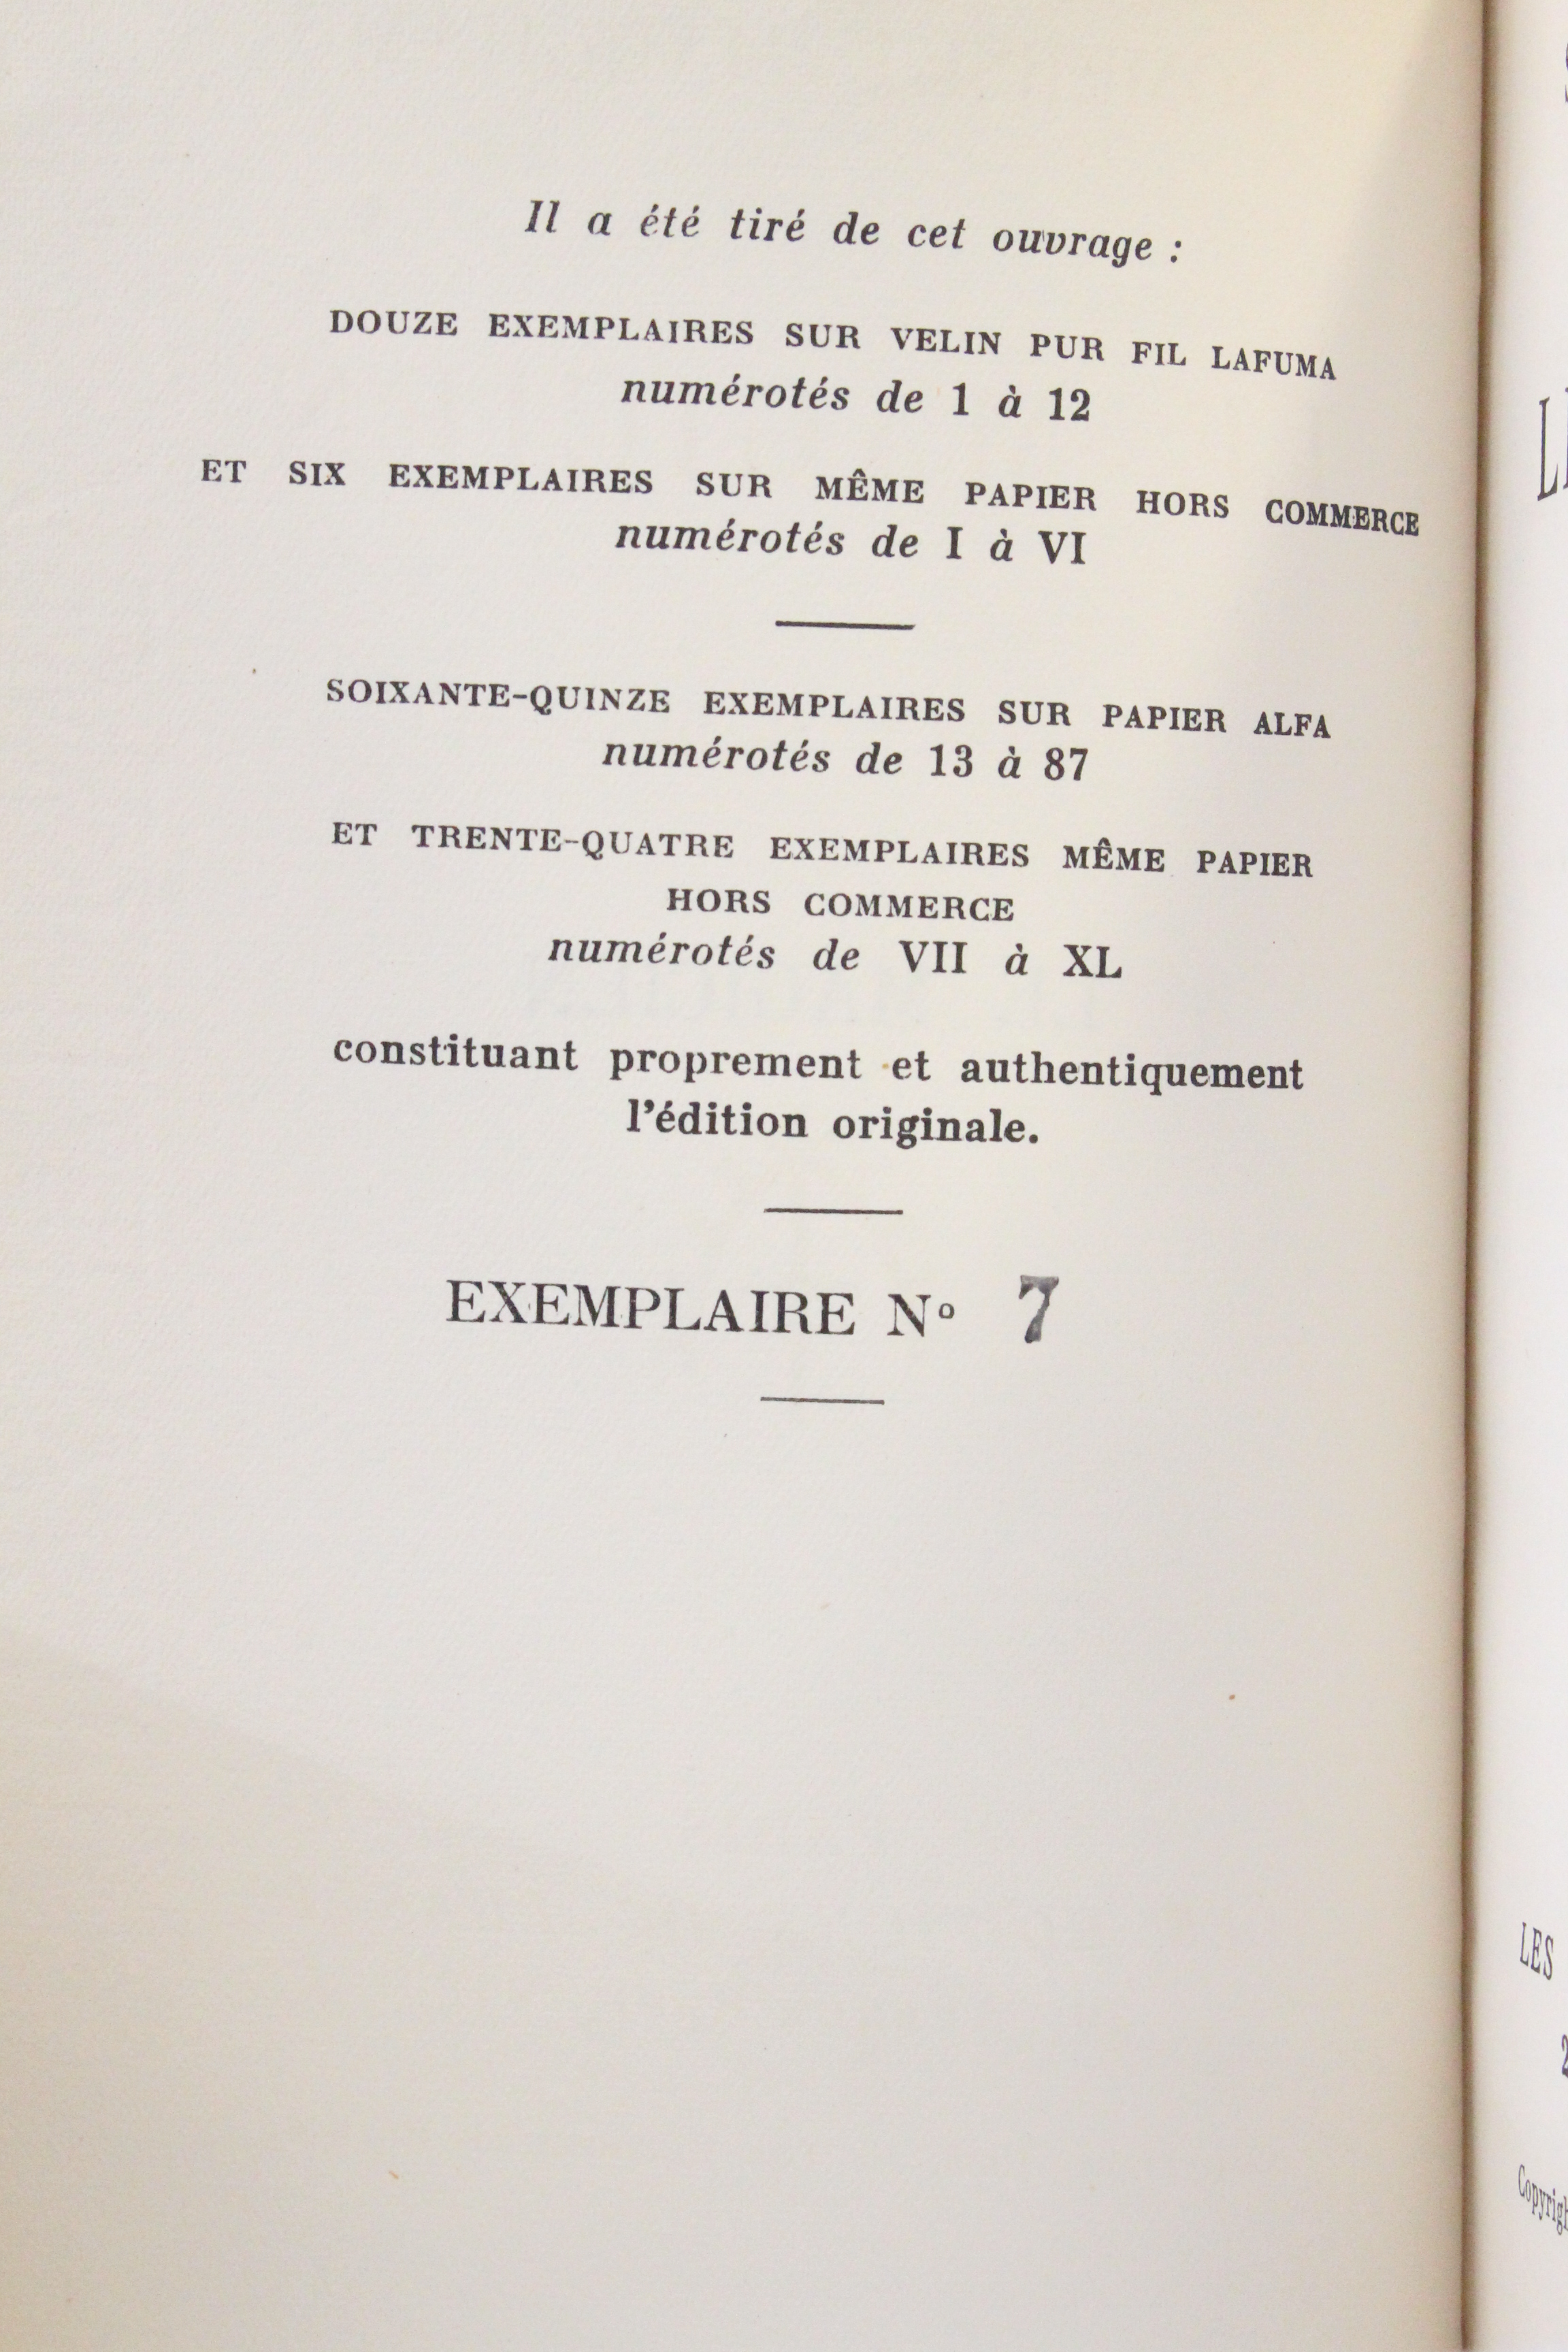 Il a été tiré de cet ouvrage :
DOUZE EXEMPLAIRES SUR VELIN PUR FIL LAFUMA
numérotés de 1 à 12
ET SIX EXEMPLAIRES SUR MÊME PAPIER HORS COMMERCE
numérotés de I à VI
SOIXANTE-QUINZE EXEMPLAIRES SUR PAPIER ALFA
numérotés de 13 à 87
ET TRENTE-QUATRE EXEMPLAIRES MÊME PAPIER
HORS COMMERCE
numérotés de VII à XL
constituant proprement et authentiquement
l'édition originale.
EXEMPLAIRE Nº 7
LES